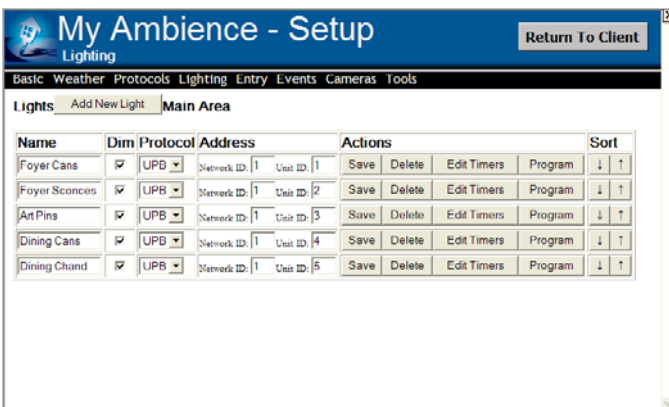 My Ambience - Setup
Lighting
Return To Client
Basic Weather Protocols Lighting Entry Events Cameras Tools
Lights Add New Light Main Area
Name Dim Protocol Address Actions Sort
Foyer Cans UPB Network ID: 1 Unit ID: 1 Save Delete Edit Timers Program ↓ ↑
Foyer Sconces UPB Network ID: 1 Unit ID: 2 Save Delete Edit Timers Program ↓ ↑
Art Pins UPB Network ID: 1 Unit ID: 3 Save Delete Edit Timers Program ↓ ↑
Dining Cans UPB Network ID: 1 Unit ID: 4 Save Delete Edit Timers Program ↓ ↑
Dining Chand UPB Network ID: 1 Unit ID: 5 Save Delete Edit Timers Program ↓ ↑